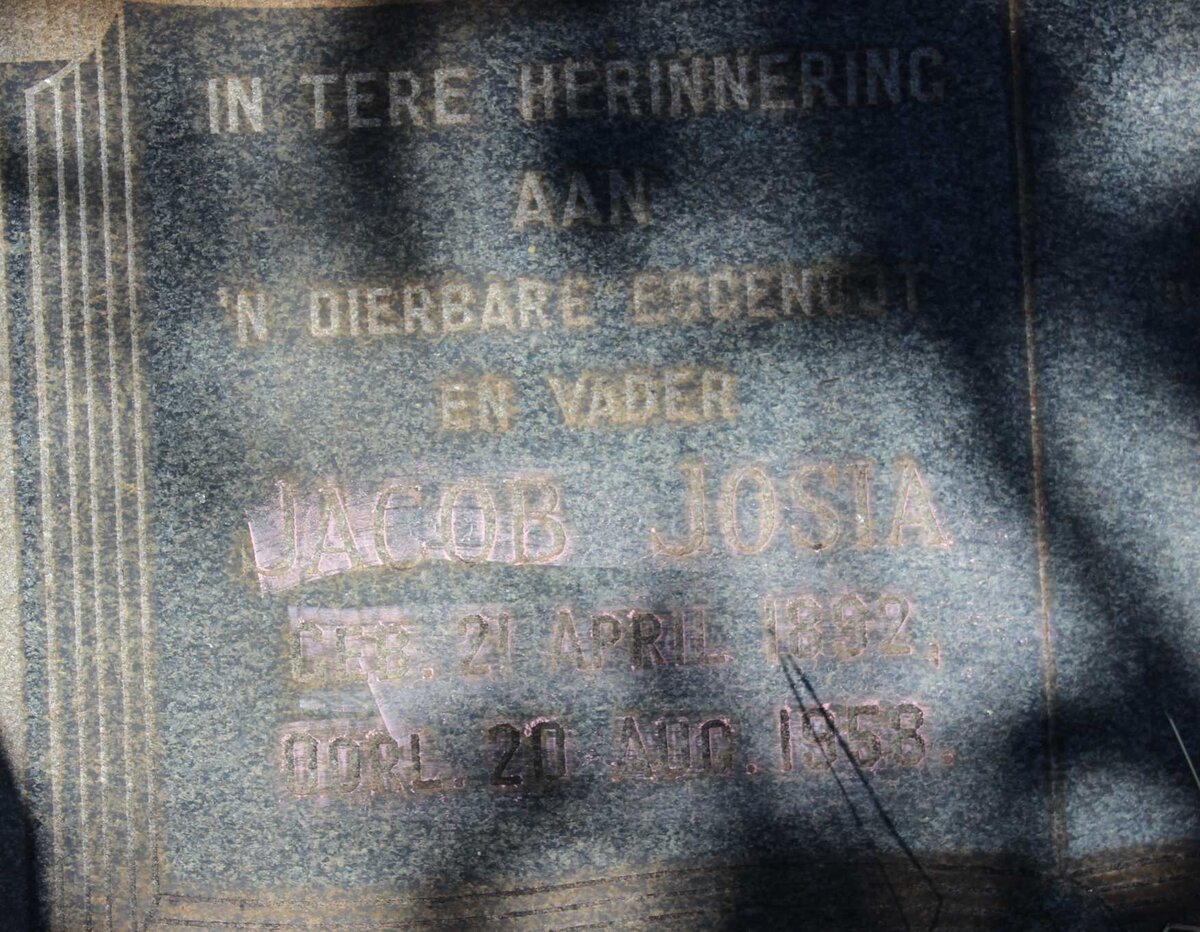 IN TERE HERINNERING
AAN
'N DIERBARE EGGENOOT
EN VADER
JACOB JOSIA
GEB. 21 APRIL 1892,
OORL. 20 AUG. 1958.